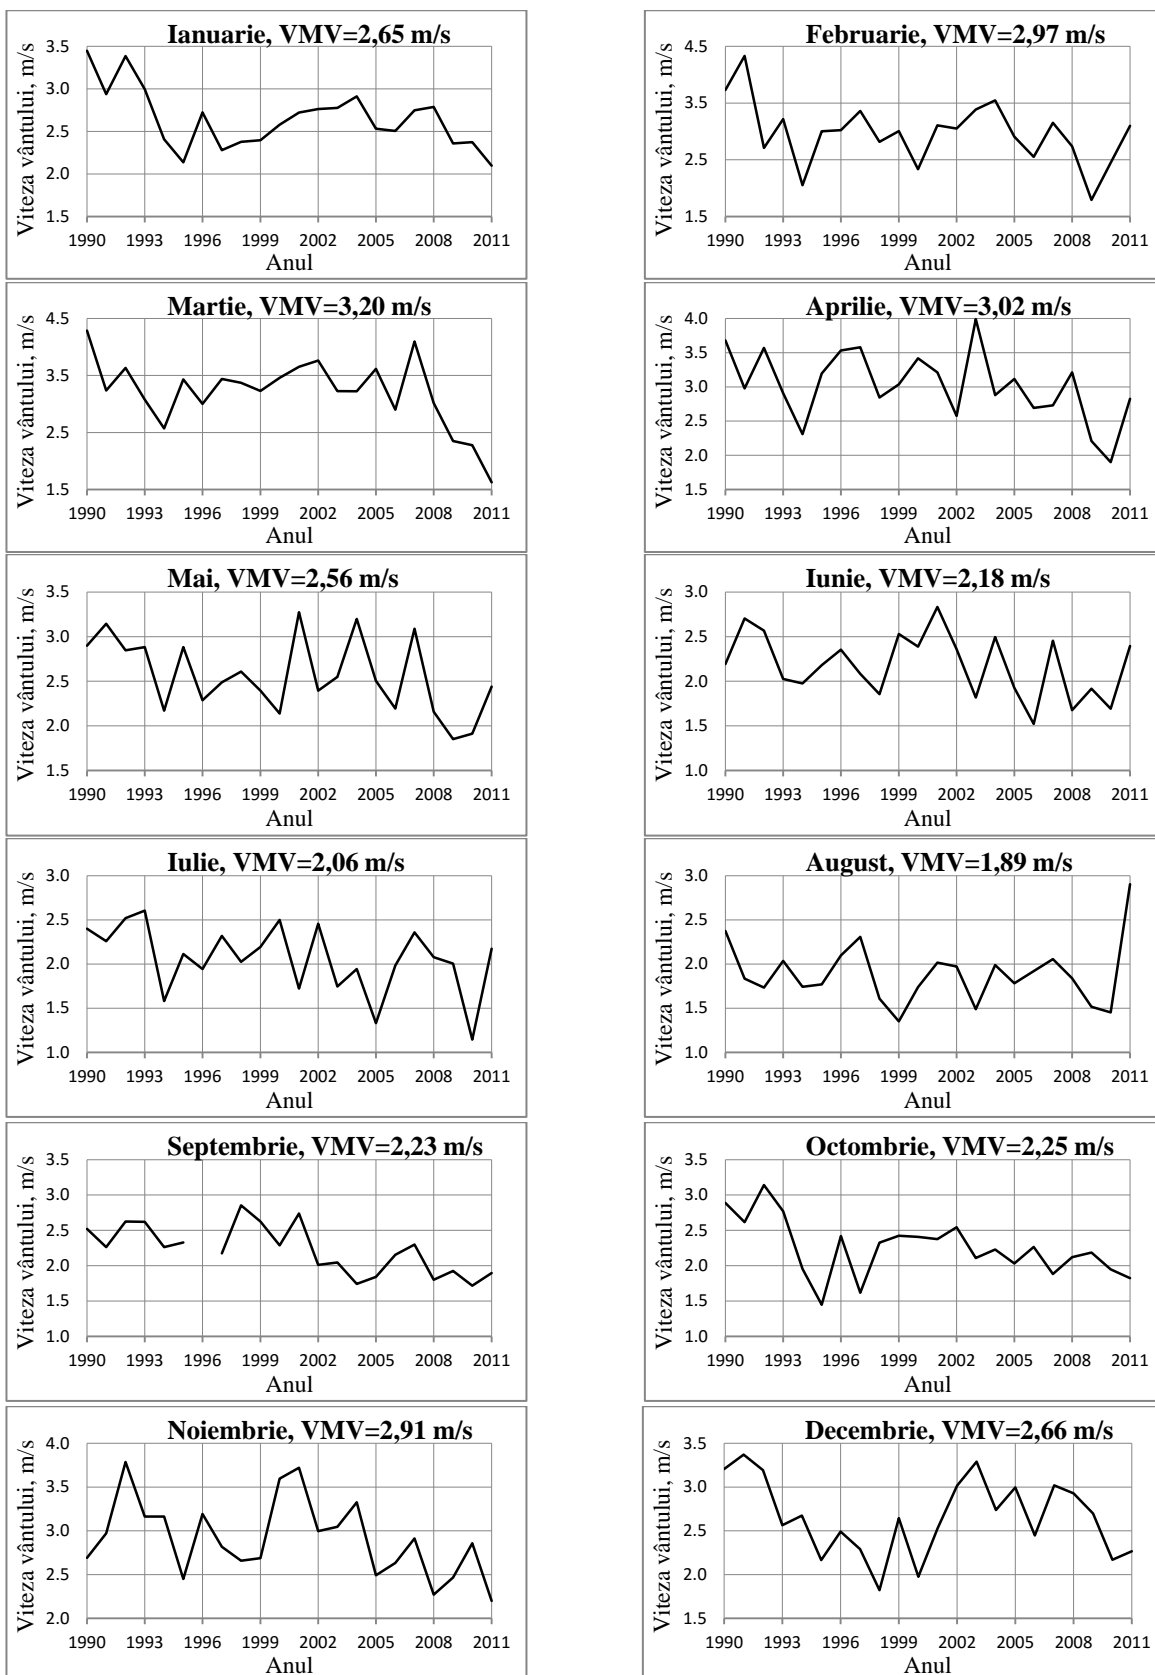 Ianuarie, VMV=2,65 m/s
Viteza vântului, m/s
3.5
3.0
2.5
2.0
1.5
1990 1993 1996 1999 2002 2005 2008 2011
Anul
Februarie, VMV=2,97 m/s
Viteza vântului, m/s
4.5
3.5
2.5
1.5
1990 1993 1996 1999 2002 2005 2008 2011
Anul
Martie, VMV=3,20 m/s
Viteza vântului, m/s
4.5
3.5
2.5
1.5
1990 1993 1996 1999 2002 2005 2008 2011
Anul
Aprilie, VMV=3,02 m/s
Viteza vântului, m/s
4.0
3.5
3.0
2.5
2.0
1.5
1990 1993 1996 1999 2002 2005 2008 2011
Anul
Mai, VMV=2,56 m/s
Viteza vântului, m/s
3.5
3.0
2.5
2.0
1.5
1990 1993 1996 1999 2002 2005 2008 2011
Anul
Iunie, VMV=2,18 m/s
Viteza vântului, m/s
3.0
2.5
2.0
1.5
1.0
1990 1993 1996 1999 2002 2005 2008 2011
Anul
Iulie, VMV=2,06 m/s
Viteza vântului, m/s
3.0
2.5
2.0
1.5
1.0
1990 1993 1996 1999 2002 2005 2008 2011
Anul
August, VMV=1,89 m/s
Viteza vântului, m/s
3.0
2.5
2.0
1.5
1.0
1990 1993 1996 1999 2002 2005 2008 2011
Anul
Septembrie, VMV=2,23 m/s
Viteza vântului, m/s
3.5
3.0
2.5
2.0
1.5
1.0
1990 1993 1996 1999 2002 2005 2008 2011
Anul
Octombrie, VMV=2,25 m/s
Viteza vântului, m/s
3.5
3.0
2.5
2.0
1.5
1.0
1990 1993 1996 1999 2002 2005 2008 2011
Anul
Noiembrie, VMV=2,91 m/s
Viteza vântului, m/s
4.0
3.5
3.0
2.5
2.0
1990 1993 1996 1999 2002 2005 2008 2011
Anul
Decembrie, VMV=2,66 m/s
Viteza vântului, m/s
3.5
3.0
2.5
2.0
1.5
1990 1993 1996 1999 2002 2005 2008 2011
Anul